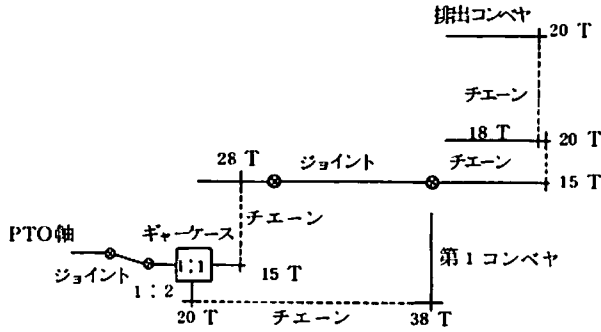 排出コンベヤ
20 T
チエーン
18 T
20 T
28 T
ジョイント
チエーン
15 T
チエーン
PTO軸
ギャーケース
1:1
ジョイント
15 T
第1コンベヤ
1:2
20 T
チエーン
38 T